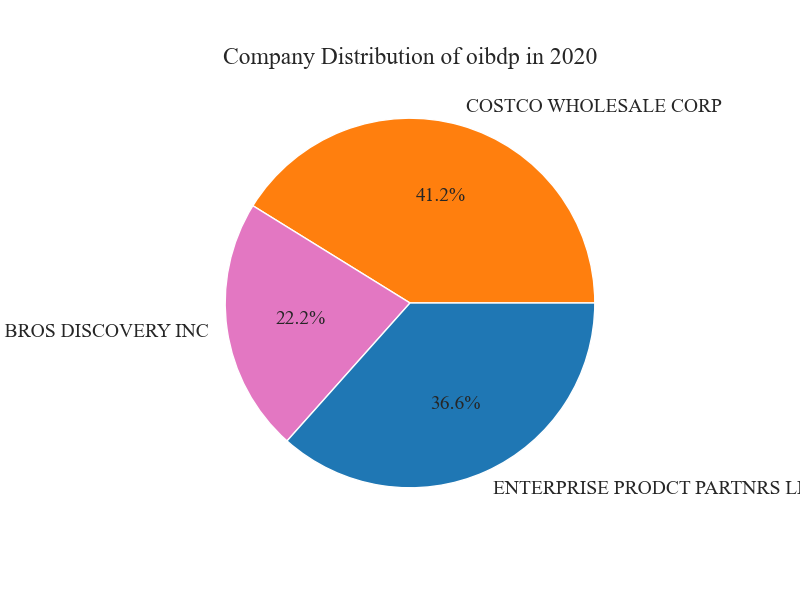 Company Distribution of oibdp in 2020
COSTCO WHOLESALE CORP
41.2%
22.2%
BROS DISCOVERY INC
36.6%
ENTERPRISE PRODCT PARTNRS